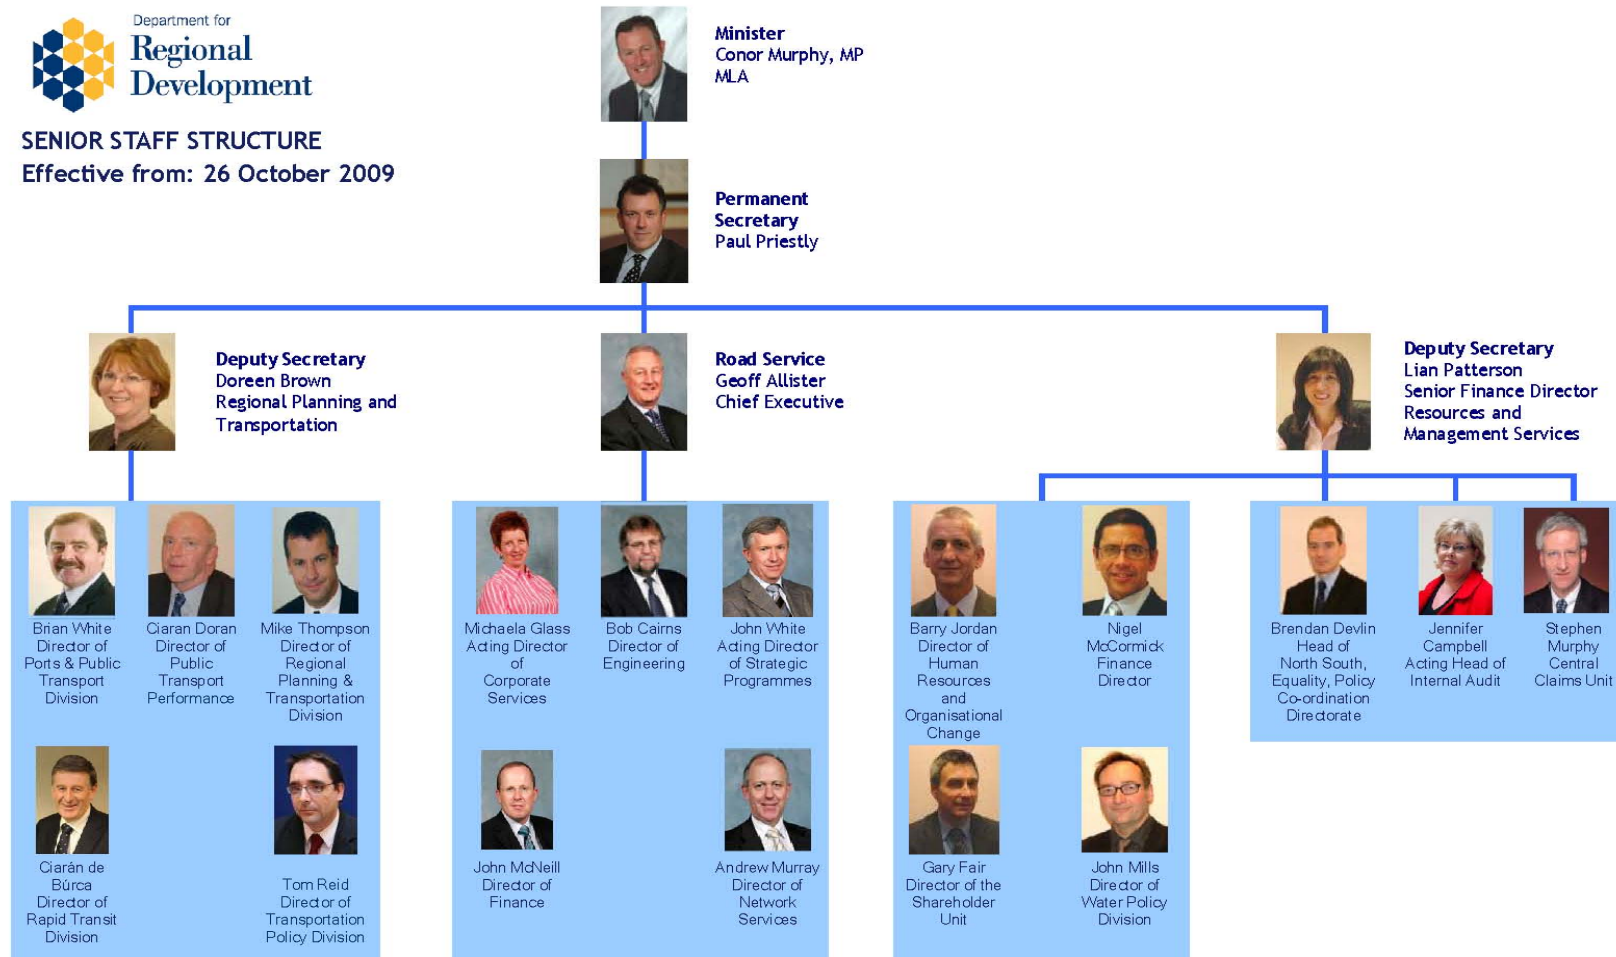 Department for
Regional
Development
SENIOR STAFF STRUCTURE
Effective from: 26 October 2009
Minister
Conor Murphy, MP
MLA
Permanent
Secretary
Paul Priestly
Deputy Secretary
Doreen Brown
Regional Planning and
Transportation
Road Service
Geoff Allister
Chief Executive
Deputy Secretary
Lian Patterson
Senior Finance Director
Resources and
Management Services
Brian White
Director of
Ports & Public
Transport
Division
Ciaran Doran
Director of
Public
Transport
Performance
Mike Thompson
Director of
Regional
Planning &
Transportation
Division
Ciarán de
Búrca
Director of
Rapid Transit
Division
Tom Reid
Director of
Transportation
Policy Division
Michaela Glass
Acting Director
of
Corporate
Services
Bob Cairns
Director of
Engineering
John White
Acting Director
of Strategic
Programmes
John McNeill
Director of
Finance
Andrew Murray
Director of
Network
Services
Barry Jordan
Director of
Human
Resources
and
Organisational
Change
Nigel
McCormick
Finance
Director
Gary Fair
Director of the
Shareholder
Unit
John Mills
Director of
Water Policy
Division
Brendan Devlin
Head of
North South,
Equality, Policy
Co-ordination
Directorate
Jennifer
Campbell
Acting Head of
Internal Audit
Stephen
Murphy
Central
Claims Unit